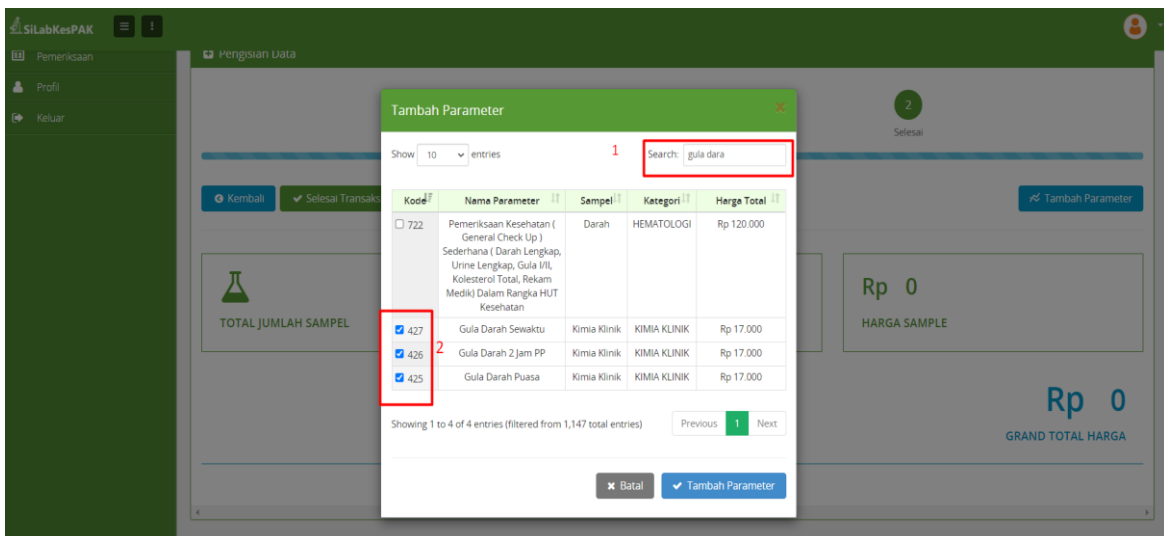 SiLabKesPAK
Pemeriksaan
Profil
Keluar
Pengisian Data
2
Selesai
Kembali
Selesai Transaks
Tambah Parameter
TOTAL JUMLAH SAMPEL
Rp 0
HARGA SAMPLE
Rp 0
GRAND TOTAL HARGA
Tambah Parameter
Show 10 entries
1
Search: gula dara
Kode Nama Parameter Sampel Kategori Harga Total
722 Pemeriksaan Kesehatan ( Darah HEMATOLOGI Rp 120.000
General Check Up )
Sederhana ( Darah Lengkap,
Urine Lengkap, Gula I/II,
Kolesterol Total, Rekam
Medik) Dalam Rangka HUT
Kesehatan
427 Gula Darah Sewaktu Kimia Klinik KIMIA KLINIK Rp 17.000
2
426 Gula Darah 2 Jam PP Kimia Klinik KIMIA KLINIK Rp 17.000
425 Gula Darah Puasa Kimia Klinik KIMIA KLINIK Rp 17.000
Showing 1 to 4 of 4 entries (filtered from 1,147 total entries)
Previous 1 Next
Batal
Tambah Parameter